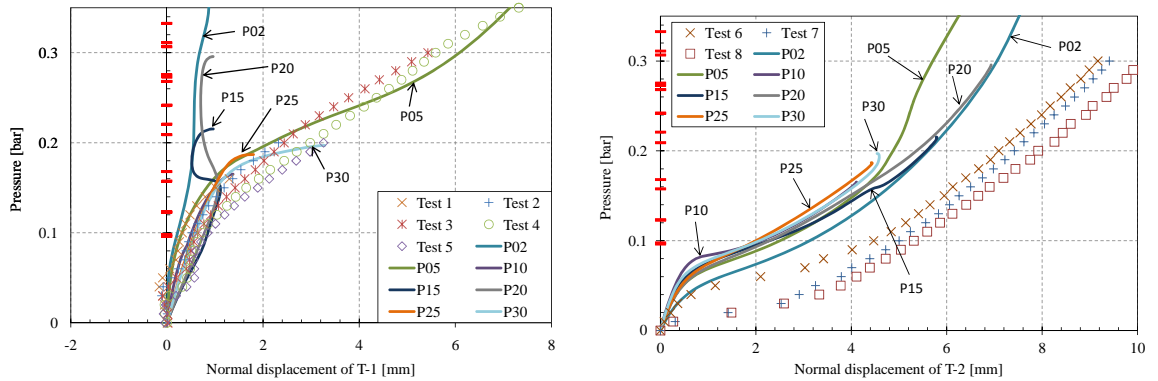 Pressure [bar]
0.3
0.2
0.1
0
-2 0 2 4 6 8
Normal displacement of T-1 [mm]
P02
P20
P15
P25
P05
P30
Test 1 Test 2
Test 3 Test 4
Test 5 P02
P05 P10
P15 P20
P25 P30
Pressure [bar]
0.3
0.2
0.1
0
0 2 4 6 8 10
Normal displacement of T-2 [mm]
Test 6 Test 7
Test 8 P02
P05 P10
P15 P20
P25 P30
P05
P02
P20
P30
P25
P10
P15